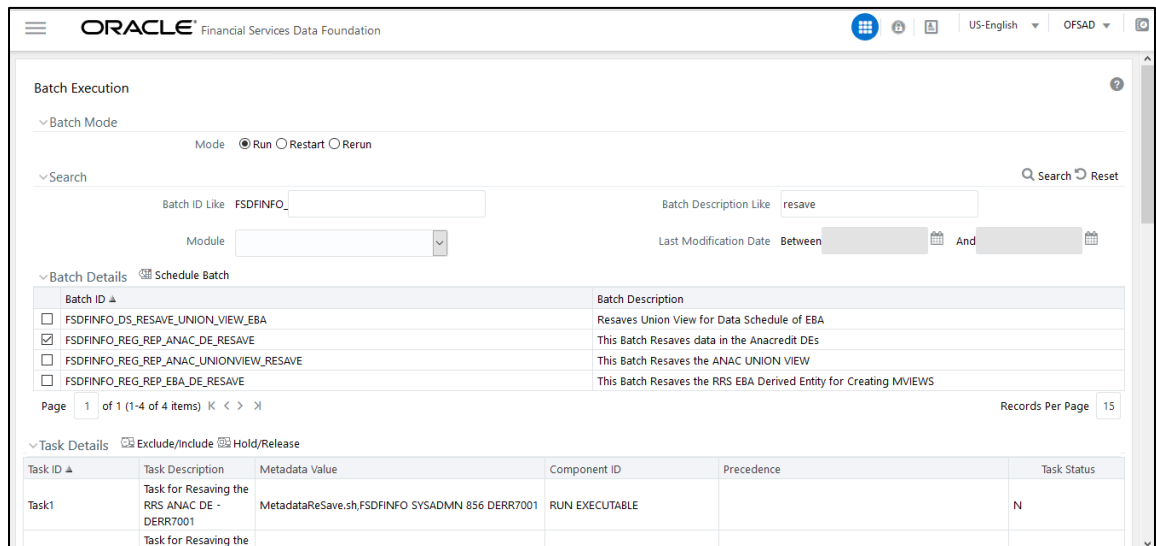 ORACLE® Financial Services Data Foundation
US-English
OFSAD
Batch Execution
Batch Mode
Mode Run Restart Rerun
Search
Search Reset
Batch ID Like FSDFINFO_
Batch Description Like resave
Module
Last Modification Date Between And
Batch Details Schedule Batch
Batch ID Batch Description
FSDFINFO_DS_RESAVE_UNION_VIEW_EBA Resaves Union View for Data Schedule of EBA
FSDFINFO_REG_REP_ANAC_DE_RESAVE This Batch Resaves data in the Anacredit DEs
FSDFINFO_REG_REP_ANAC_UNIONVIEW_RESAVE This Batch Resaves the ANAC UNION VIEW
FSDFINFO_REG_REP_EBA_DE_RESAVE This Batch Resaves the RRS EBA Derived Entity for Creating MVIEWS
Page 1 of 1 (1-4 of 4 items)
Records Per Page 15
Task Details Exclude/Include Hold/Release
Task ID Task Description Metadata Value Component ID Precedence Task Status
Task1
Task for Resaving the
RRS ANAC DE -
DERR7001
MetadataReSave.sh,FSDFINFO SYSADMN 856 DERR7001
RUN EXECUTABLE
N
Task for Resaving the